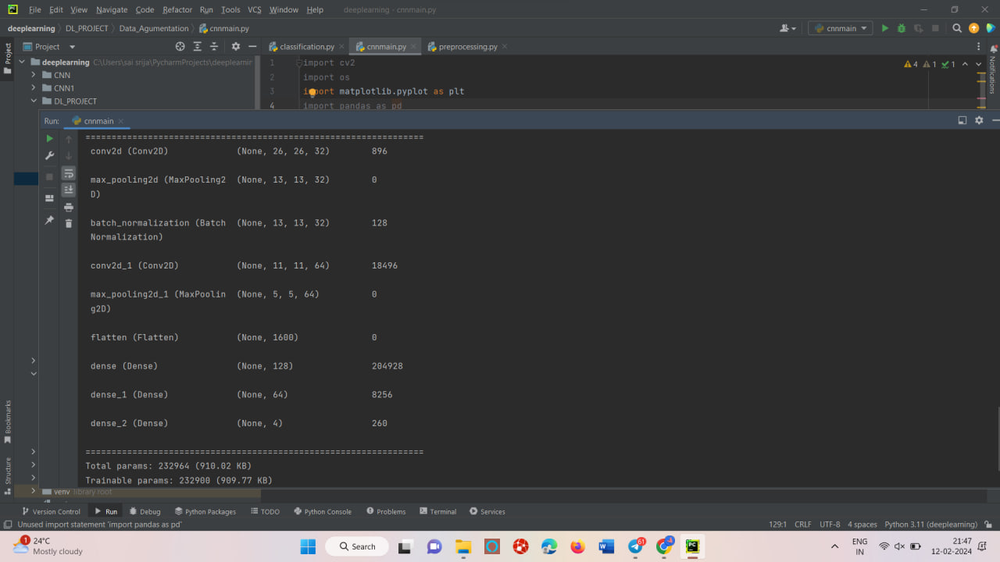 PC File Edit View Navigate Code Refactor Run Tools VCS Window Help deeplearning - cnnmain.py
deeplearning DL_PROJECT Data_Agumentation cnnmain.py cnnmain
Project Project classification.py cnnmain.py preprocessing.py
deeplearning C:\Users\sai srija\PycharmProjects\deeplearnin
CNN
CNN1
DL_PROJECT
1 import cv2 4 1 1
2 import os
3 import matplotlib.pyplot as plt
4 import pandas as pd
Notifications
Run: cnnmain
=================================================================
conv2d (Conv2D) (None, 26, 26, 32) 896
max_pooling2d (MaxPooling2 (None, 13, 13, 32) 0
D)
batch_normalization (Batch (None, 13, 13, 32) 128
Normalization)
conv2d_1 (Conv2D) (None, 11, 11, 64) 18496
max_pooling2d_1 (MaxPoolin (None, 5, 5, 64) 0
g2D)
flatten (Flatten) (None, 1600) 0
dense (Dense) (None, 128) 204928
dense_1 (Dense) (None, 64) 8256
dense_2 (Dense) (None, 4) 260
=================================================================
Total params: 232964 (910.02 KB)
Trainable params: 232900 (909.77 KB)
Bookmarks
Structure
venv library root
Version Control Run Debug Python Packages TODO Python Console Problems Terminal Services
Unused import statement 'import pandas as pd' 129:1 CRLF UTF-8 4 spaces Python 3.11 (deeplearning)
1 24°C
Mostly cloudy
Search
61
PC
ENG
IN
21:47
12-02-2024